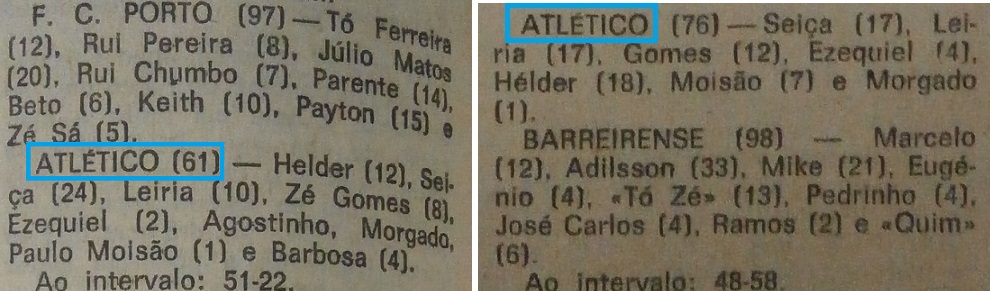 F. C. PORTO (97) — Tó Ferreira
(12), Rui Pereira (8), Júlio Matos
(20), Rui Chumbo (7), Parente (14),
Beto (6), Keith (10), Payton (15) e
Zé Sá (5).
ATLÉTICO (61) — Helder (12), Sei-
ça (24), Leiria (10), Zé Gomes (8),
Ezequiel (2), Agostinho, Morgado,
Paulo Moisão (1) e Barbosa (4).
Ao intervalo: 51-22.
ATLÉTICO (76) — Seiça (17), Lei-
ria (17), Gomes (12), Ezequiel (4),
Hélder (18), Moisão (7) e Morgado
(1).
BARREIRENSE (98) — Marcelo
(12), Adilsson (33), Mike (21), Eugé-
nio (4), «Tó Zé» (13), Pedrinho (4),
José Carlos (4), Ramos (2) e «Quim»
(6).
Ao intervalo: 48-58.